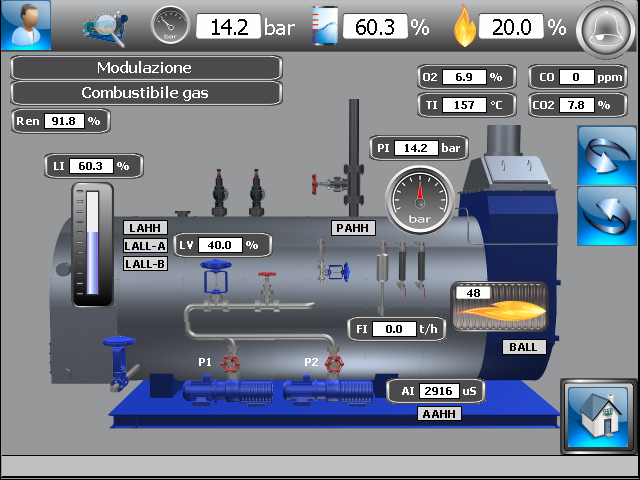 bar 14.2 bar 60.3 % 20.0 %
Modulazione
Combustibile gas
Ren 91.8 %
O2 6.9 % CO 0 ppm
TI 157 °C CO2 7.8 %
PI 14.2 bar
LI 60.3 %
bar
LAHH
LALL-A
LALL-B
LV 40.0 %
PAHH
48
FI 0.0 t/h
BALL
P1 P2
AI 2916 uS
AAHH